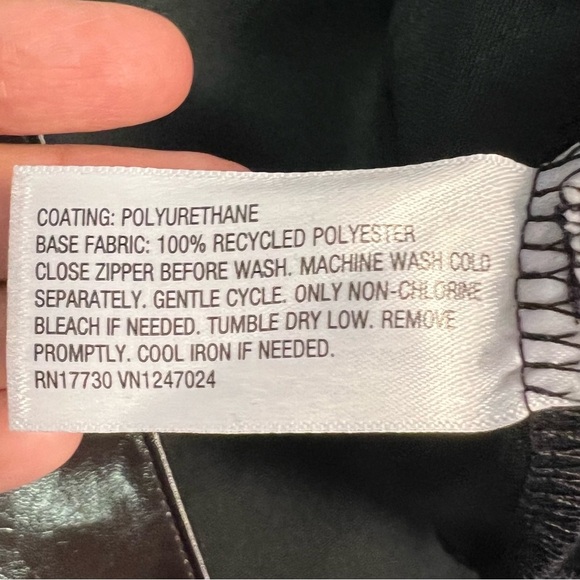 COATING: POLYURETHANE
BASE FABRIC: 100% RECYCLED POLYESTER
CLOSE ZIPPER BEFORE WASH. MACHINE WASH COLD
SEPARATELY. GENTLE CYCLE. ONLY NON-CHLORINE
BLEACH IF NEEDED. TUMBLE DRY LOW. REMOVE
PROMPTLY. COOL IRON IF NEEDED.
RN17730 VN1247024